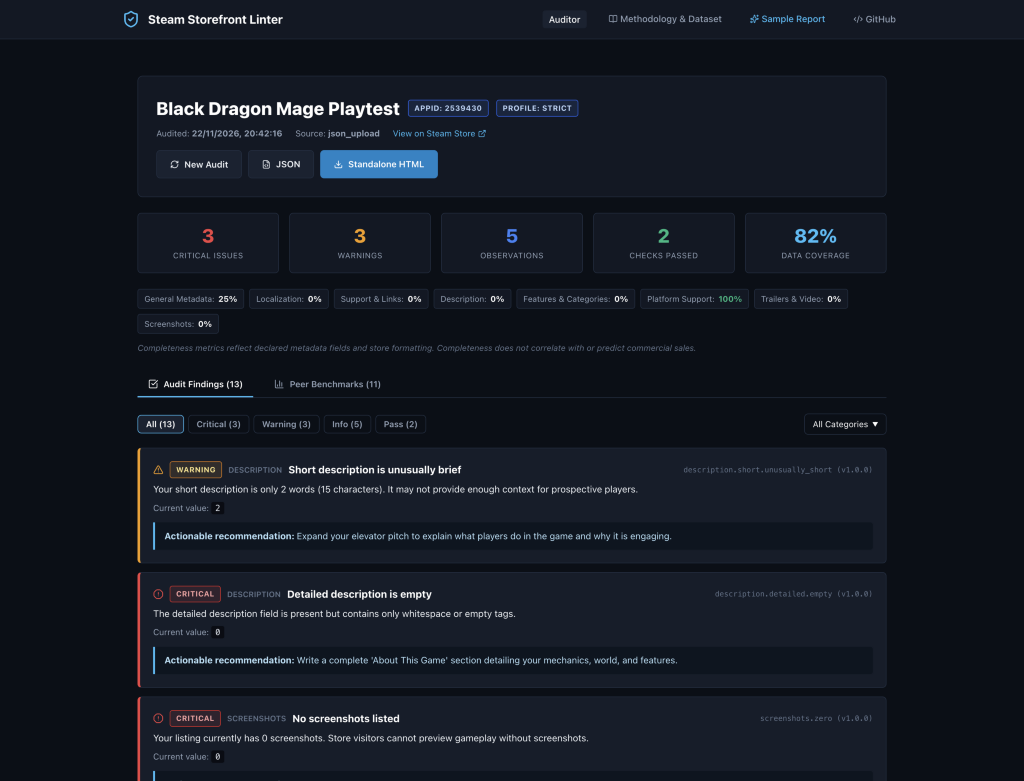 Steam Storefront Linter
Auditor
Methodology & Dataset
Sample Report
</> GitHub
Black Dragon Mage Playtest
APPID: 2539430
PROFILE: STRICT
Audited: 22/11/2026, 20:42:16 Source: json_upload View on Steam Store
New Audit
JSON
Standalone HTML
3
CRITICAL ISSUES
3
WARNINGS
5
OBSERVATIONS
2
CHECKS PASSED
82%
DATA COVERAGE
General Metadata: 25%
Localization: 0%
Support & Links: 0%
Description: 0%
Features & Categories: 0%
Platform Support: 100%
Trailers & Video: 0%
Screenshots: 0%
Completeness metrics reflect declared metadata fields and store formatting. Completeness does not correlate with or predict commercial sales.
Audit Findings (13)
Peer Benchmarks (11)
All (13)
Critical (3)
Warning (3)
Info (5)
Pass (2)
All Categories ▼
WARNING DESCRIPTION Short description is unusually brief
description.short.unusually_short (v1.0.0)
Your short description is only 2 words (15 characters). It may not provide enough context for prospective players.
Current value: 2
Actionable recommendation: Expand your elevator pitch to explain what players do in the game and why it is engaging.
CRITICAL DESCRIPTION Detailed description is empty
description.detailed.empty (v1.0.0)
The detailed description field is present but contains only whitespace or empty tags.
Current value: 0
Actionable recommendation: Write a complete 'About This Game' section detailing your mechanics, world, and features.
CRITICAL SCREENSHOTS No screenshots listed
screenshots.zero (v1.0.0)
Your listing currently has 0 screenshots. Store visitors cannot preview gameplay without screenshots.
Current value: 0